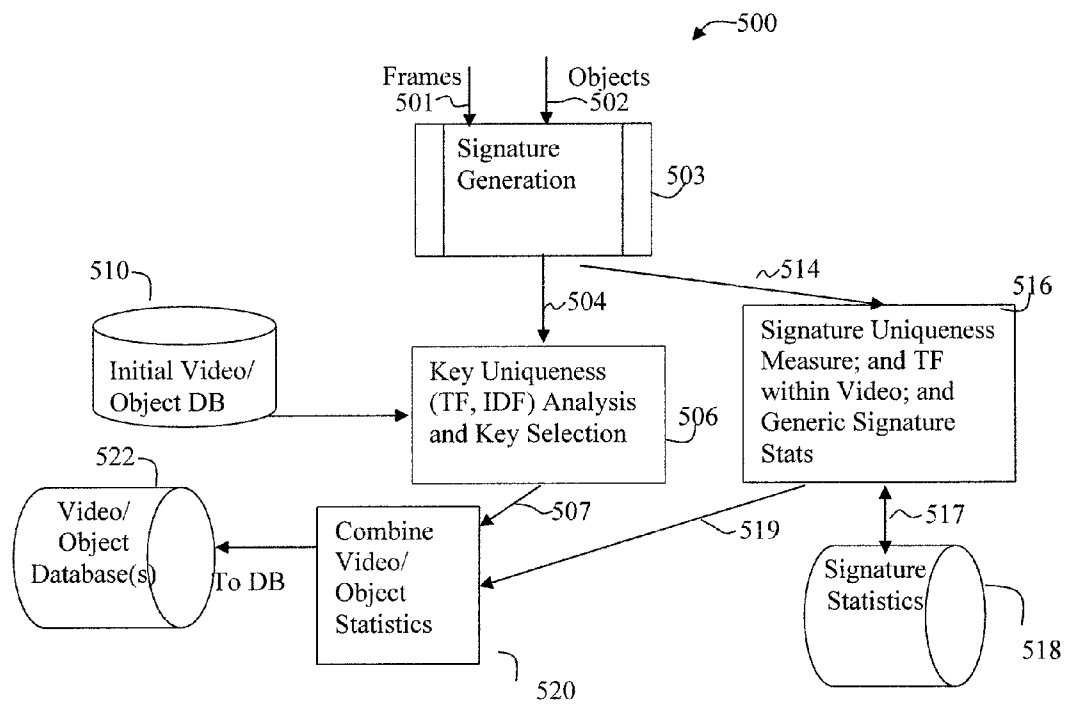 500
Frames
501
Objects
502
Signature
Generation
503
504
514
510
Initial Video/
Object DB
Key Uniqueness
(TF, IDF) Analysis
and Key Selection
506
516
Signature Uniqueness
Measure; and TF
within Video; and
Generic Signature
Stats
522
Video/
Object
Database(s)
To DB
507
Combine
Video/
Object
Statistics
520
519
517
Signature
Statistics
518